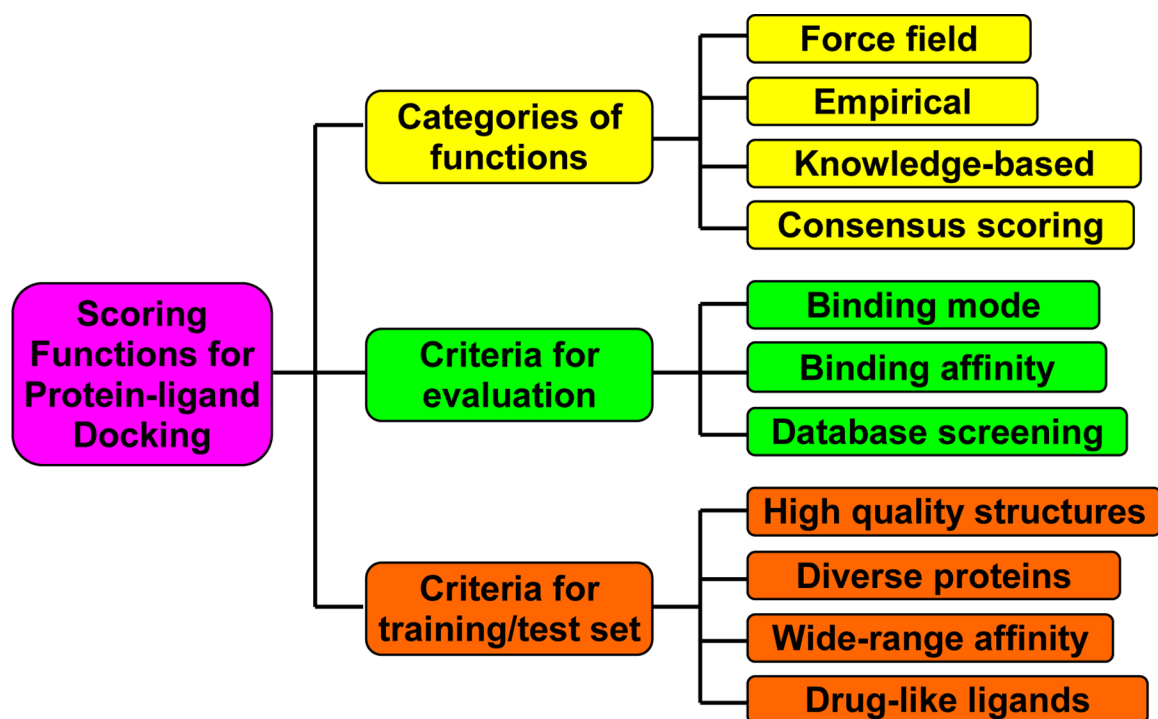 Scoring
Functions for
Protein-ligand
Docking
Categories of
functions
Force field
Empirical
Knowledge-based
Consensus scoring
Criteria for
evaluation
Binding mode
Binding affinity
Database screening
Criteria for
training/test set
High quality structures
Diverse proteins
Wide-range affinity
Drug-like ligands